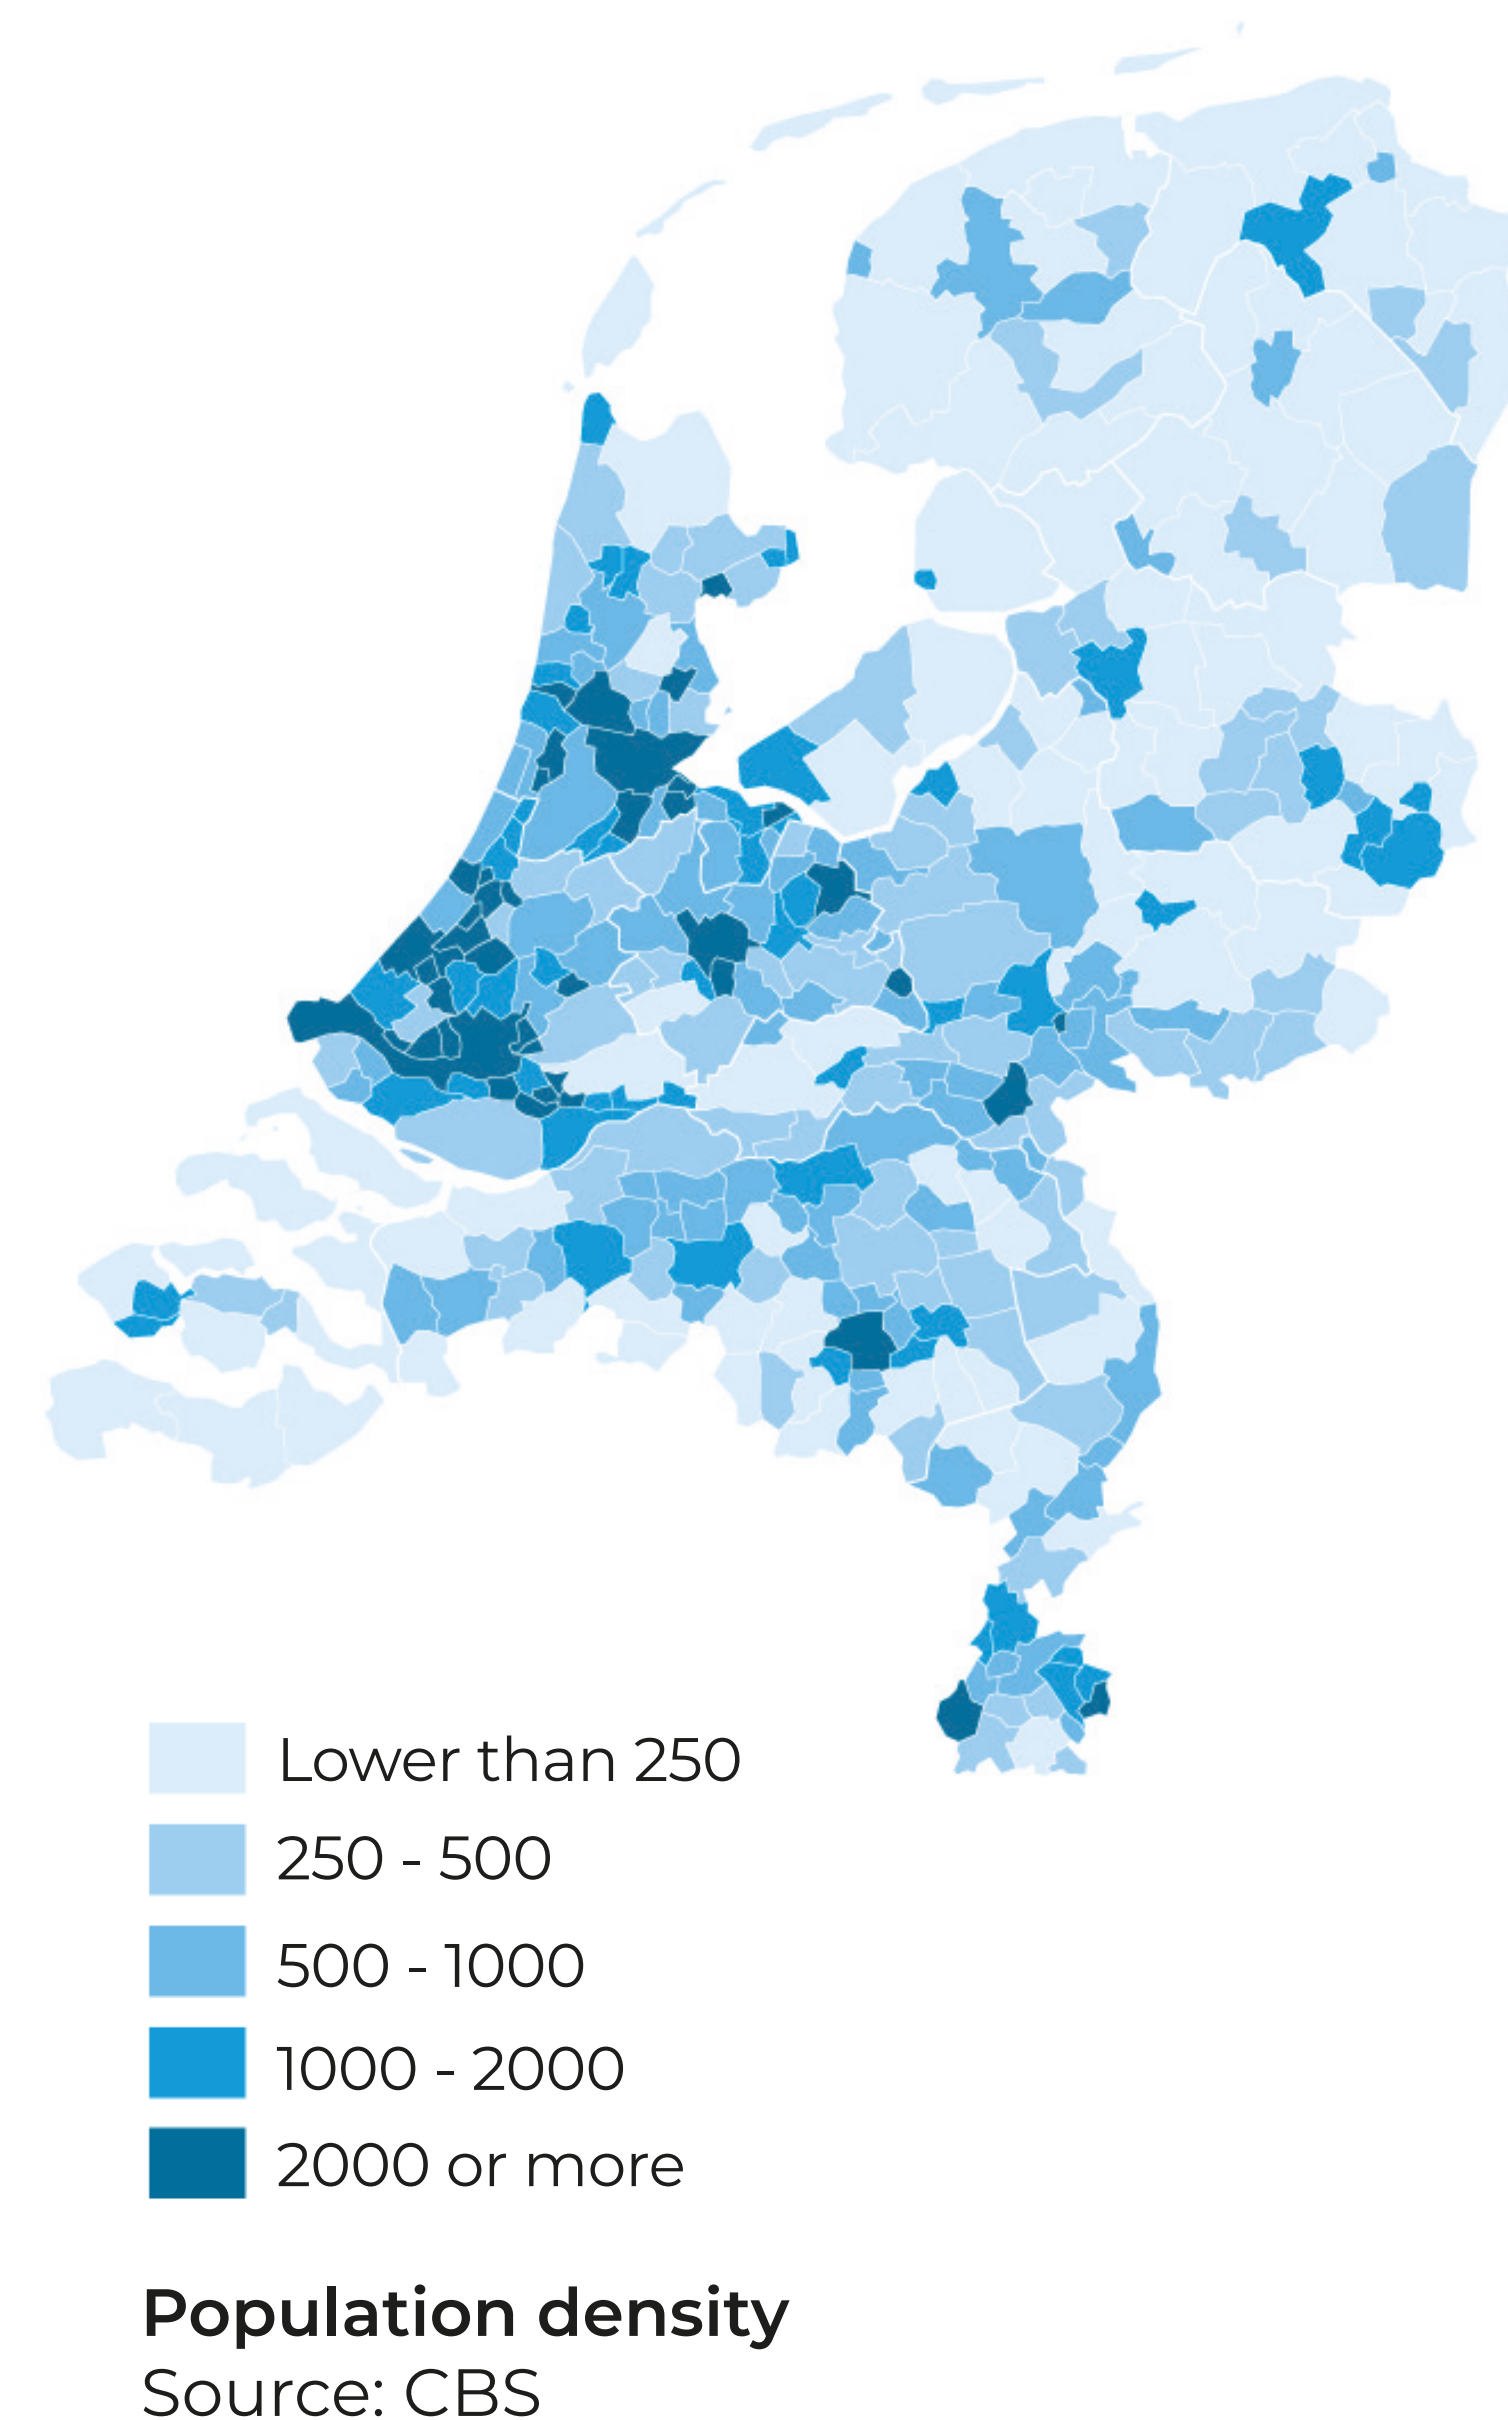 Lower than 250
250 - 500
500 - 1000
1000 - 2000
2000 or more
Population density
Source: CBS